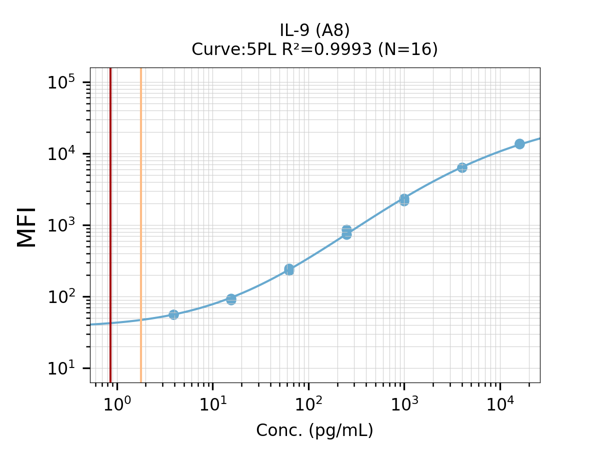 IL-9 (A8)
Curve:5PL R²=0.9993 (N=16)
MFI
10⁵
10⁴
10³
10²
10¹
10⁰ 10¹ 10² 10³ 10⁴
Conc. (pg/mL)